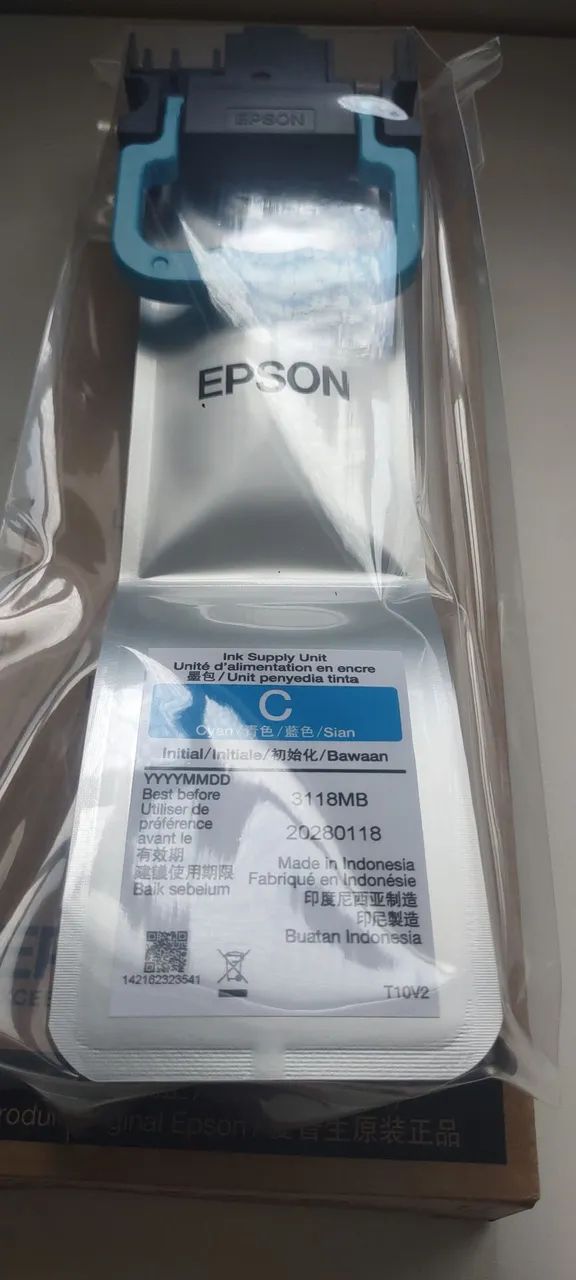 EPSON
EPSON
Ink Supply Unit
Unité d'alimentation en encre
墨包/Unit penyedia tinta
C
Cyan/青色/藍色/Sian
Initial/Initiale/初始化/Bawaan
YYYYMMDD
Best before
Utiliser de
préférence
avant le
有效期
建議使用期限
Baik sebelum
3118MB
20280118
Made in Indonesia
Fabriqué en Indonésie
印度尼西亚制造
印尼製造
Buatan Indonesia
142162323541
T10V2
Epson
生原装正品